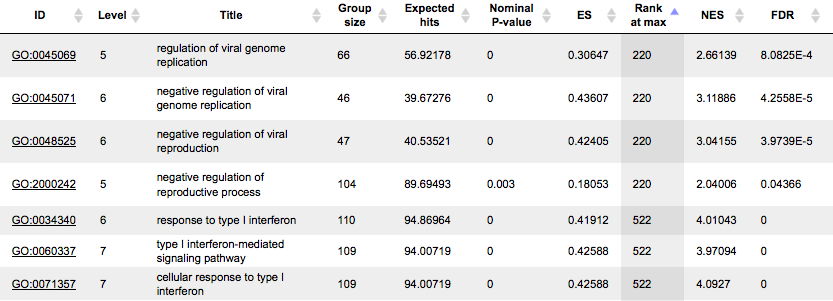 ID Level Title Group size Expected hits Nominal P-value ES Rank at max NES FDR
GO:0045069 5 regulation of viral genome replication 66 56.92178 0 0.30647 220 2.66139 8.0825E-4
GO:0045071 6 negative regulation of viral genome replication 46 39.67276 0 0.43607 220 3.11886 4.2558E-5
GO:0048525 6 negative regulation of viral reproduction 47 40.53521 0 0.42405 220 3.04155 3.9739E-5
GO:2000242 5 negative regulation of reproductive process 104 89.69493 0.003 0.18053 220 2.04006 0.04366
GO:0034340 6 response to type I interferon 110 94.86964 0 0.41912 522 4.01043 0
GO:0060337 7 type I interferon-mediated signaling pathway 109 94.00719 0 0.42588 522 3.97094 0
GO:0071357 7 cellular response to type I interferon 109 94.00719 0 0.42588 522 4.0927 0